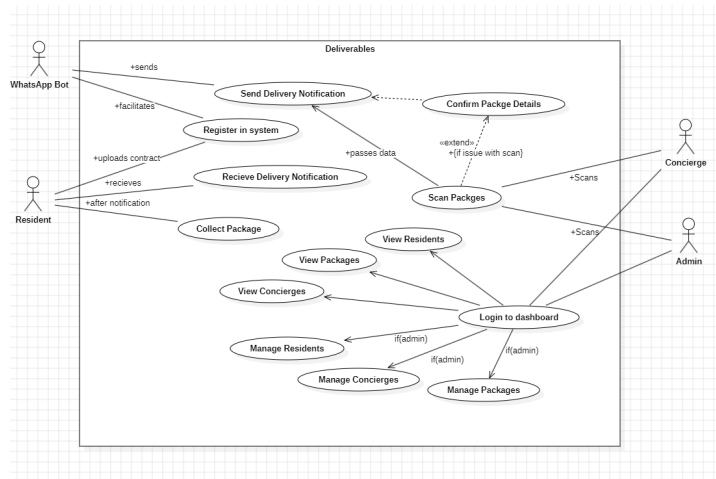 Deliverables
WhatsApp Bot
+sends
Send Delivery Notification
Confirm Packge Details
+facilitates
Register in system
«extend»
+{if issue with scan}
+uploads contract
+passes data
Concierge
+recieves
Recieve Delivery Notification
+Scans
Scan Packges
Resident
+after notification
Collect Package
+Scans
View Residents
Admin
View Packages
View Concierges
Login to dashboard
if(admin)
Manage Residents
if(admin)
if(admin)
Manage Concierges
Manage Packages